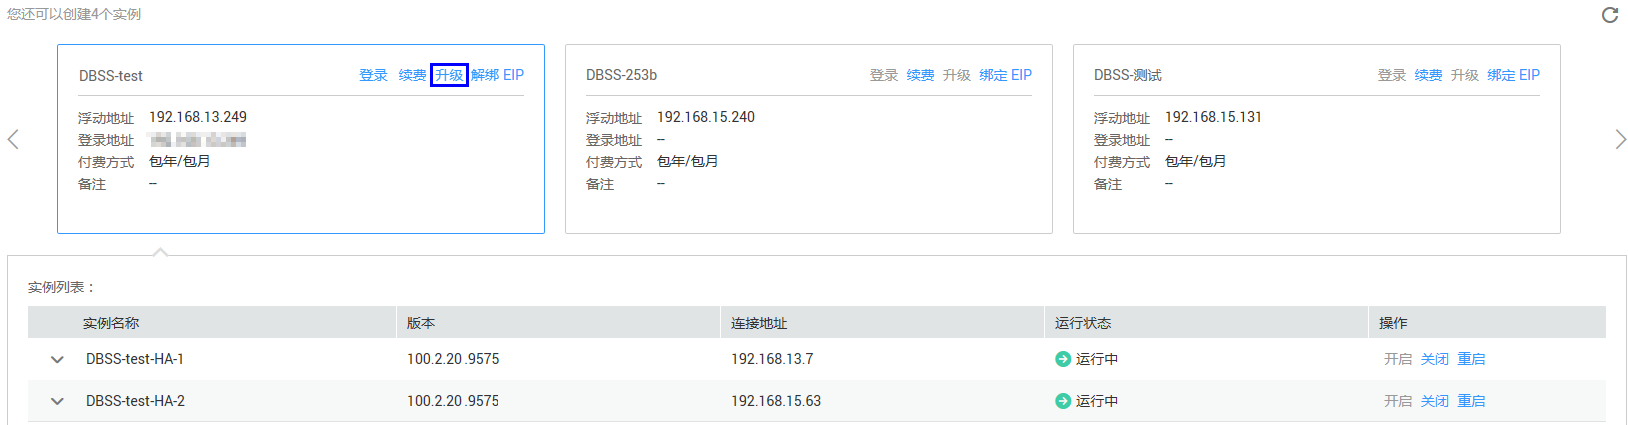 您还可以创建4个实例
DBSS-test 登录 续费 升级 解绑 EIP
浮动地址 192.168.13.249
登录地址
付费方式 包年/包月
备注 --
DBSS-253b 登录 续费 升级 绑定 EIP
浮动地址 192.168.15.240
登录地址 --
付费方式 包年/包月
备注 --
DBSS-测试 登录 续费 升级 绑定 EIP
浮动地址 192.168.15.131
登录地址 --
付费方式 包年/包月
备注 --
实例列表：
实例名称 版本 连接地址 运行状态 操作
DBSS-test-HA-1 100.2.20.9575 192.168.13.7 运行中 开启 关闭 重启
DBSS-test-HA-2 100.2.20.9575 192.168.15.63 运行中 开启 关闭 重启